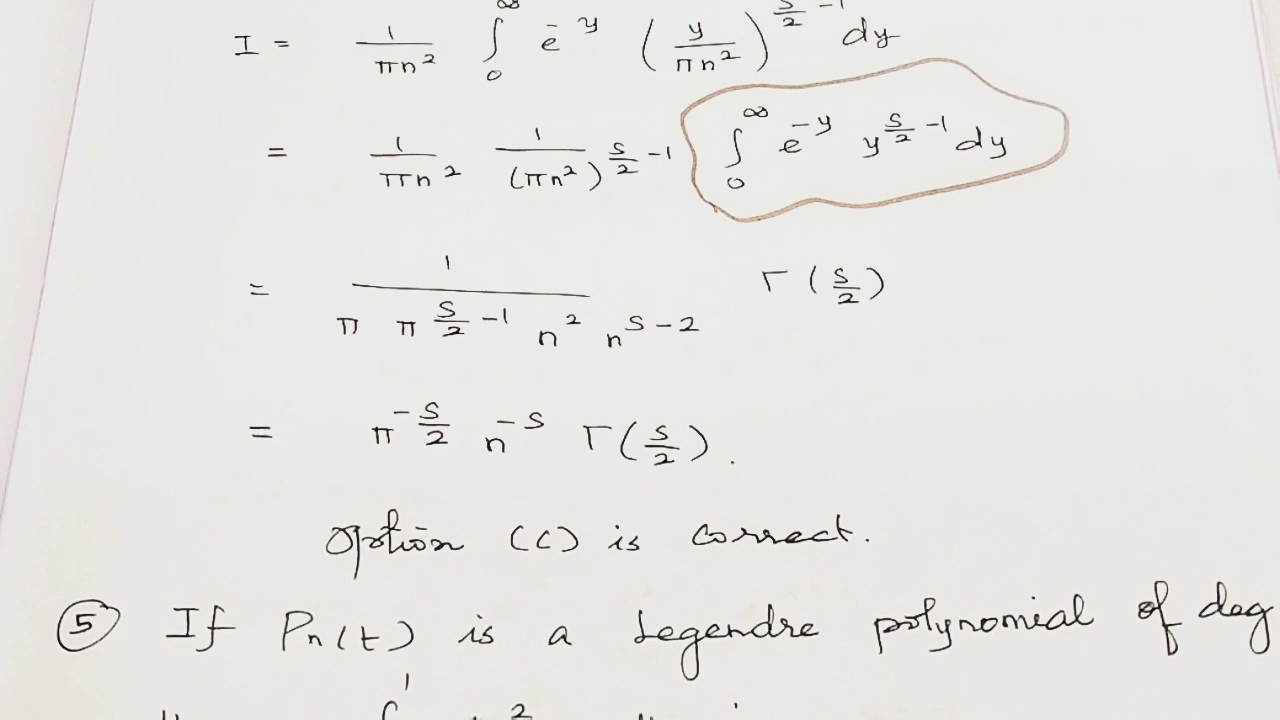 I = 1/πn² ∫₀^∞ e^-y (y/πn²)^(s/2 -1) dy
= 1/πn² 1/(πn²)^(s/2 -1) ∫₀^∞ e^-y y^(s/2 -1) dy
= 1/(π π^(s/2 -1) n² n^(s-2)) Γ(s/2)
= π^(-s/2) n^-s Γ(s/2).
option (C) is correct.
⑤ If Pn(t) is a Legendre polynomial of deg